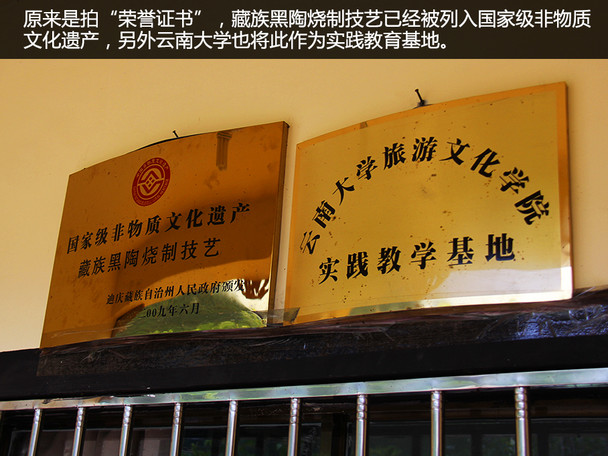 原来是拍“荣誉证书”，藏族黑陶烧制技艺已经被列入国家级非物质
文化遗产，另外云南大学也将此作为实践教育基地。
国家级非物质文化遗产
藏族黑陶烧制技艺
迪庆藏族自治州人民政府颁发
二00九年六月
云南大学旅游文化学院
实践教学基地